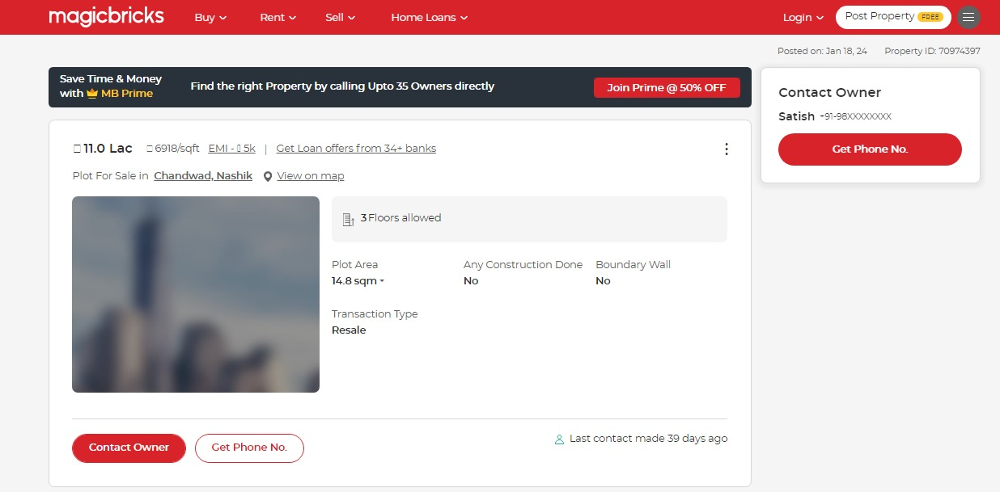 magicbricks Buy Rent Sell Home Loans Login Post Property FREE
Posted on: Jan 18, 24 Property ID: 70974397
Save Time & Money
with MB Prime
Find the right Property by calling Upto 35 Owners directly
Join Prime @ 50% OFF
Contact Owner
Satish +91-98XXXXXXXX
Get Phone No.
11.0 Lac 6918/sqft EMI - 5k | Get Loan offers from 34+ banks
Plot For Sale in Chandwad, Nashik View on map
3 Floors allowed
Plot Area Any Construction Done Boundary Wall
14.8 sqm No No
Transaction Type
Resale
Contact Owner Get Phone No. Last contact made 39 days ago